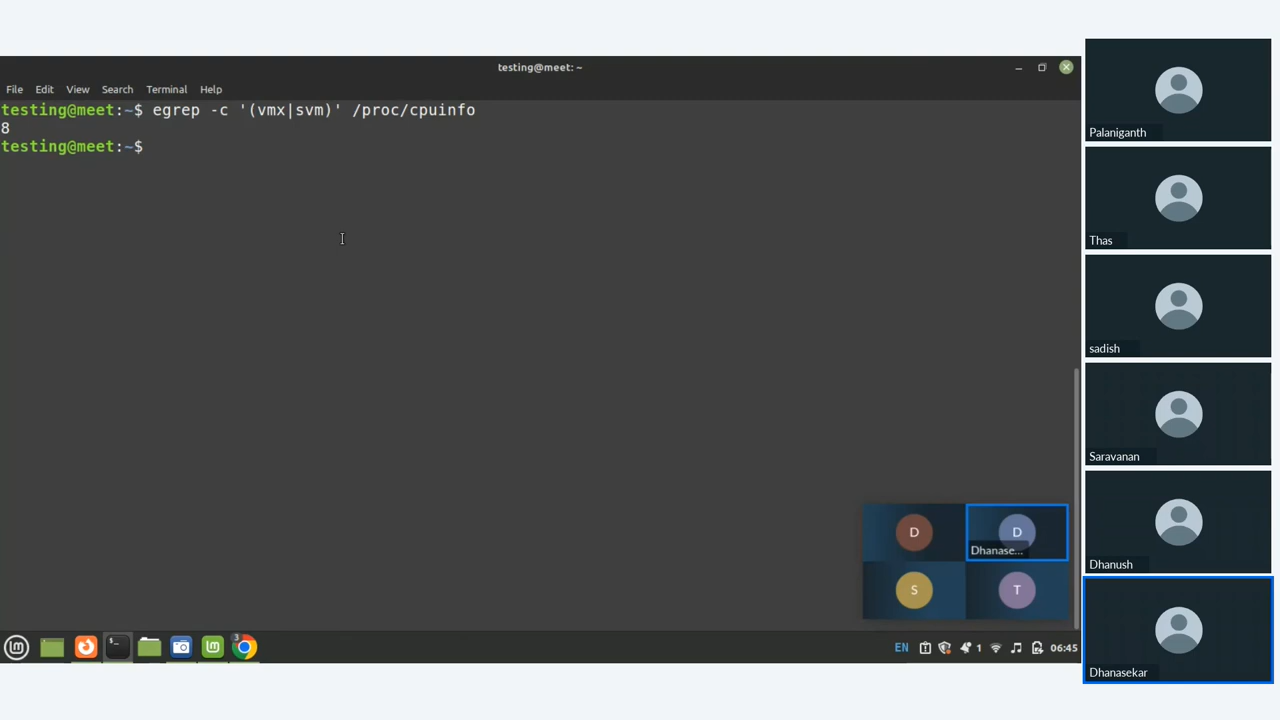 testing@meet: ~
File Edit View Search Terminal Help
testing@meet:~$ egrep -c '(vmx|svm)' /proc/cpuinfo
8
testing@meet:~$
D
D
Dhanase...
S
T
3
EN
1
06:45
Palaniganth
Thas
sadish
Saravanan
Dhanush
Dhanasekar